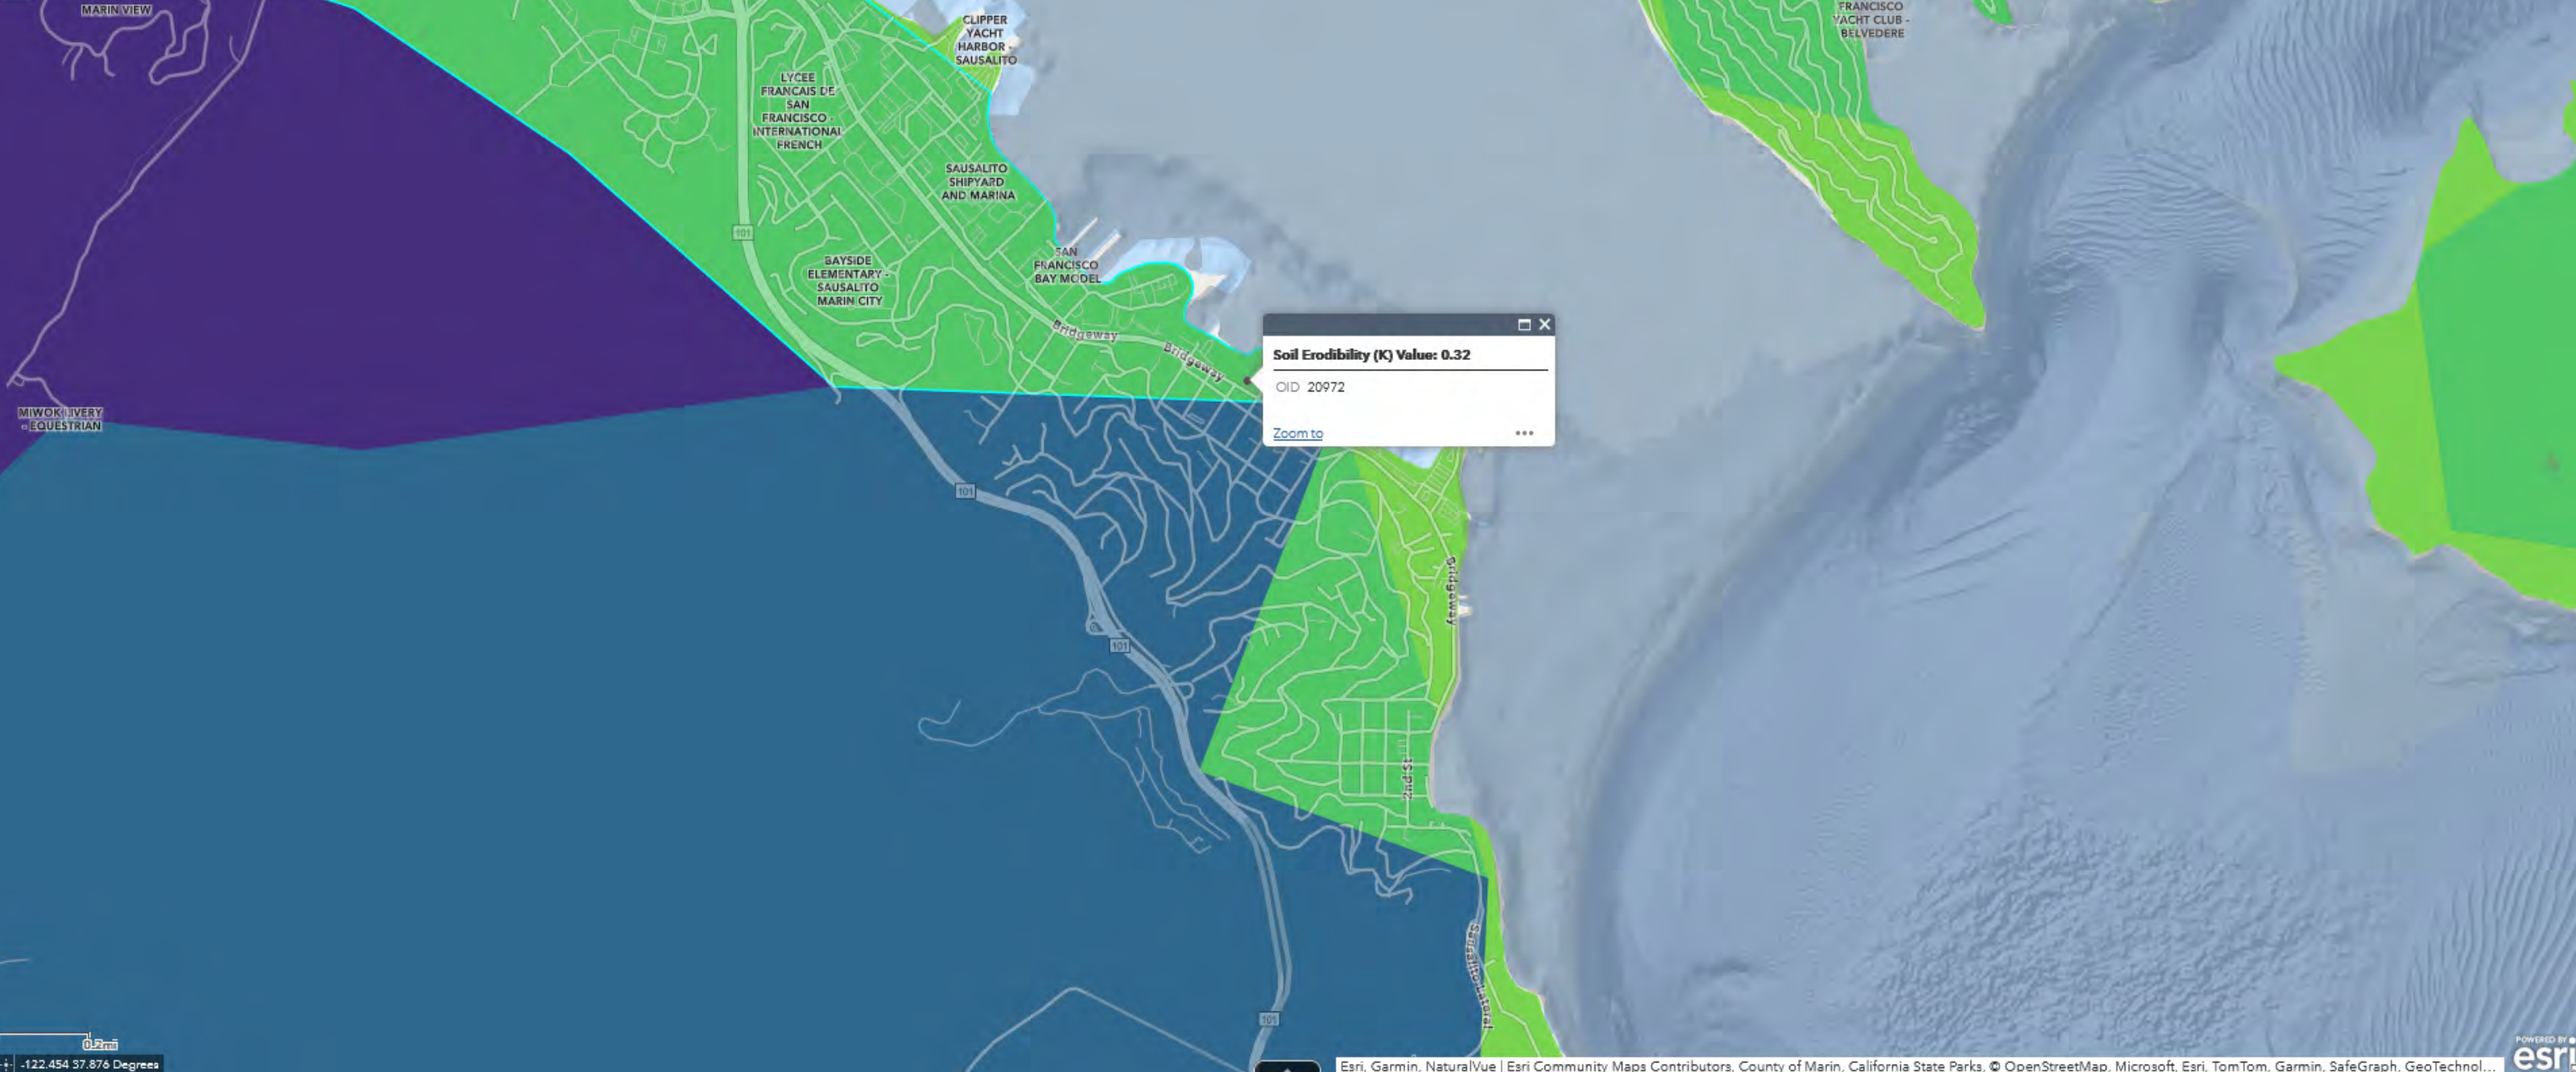 MARIN VIEW
CLIPPER
YACHT
HARBOR -
SAUSALITO
FRANCISCO
YACHT CLUB -
BELVEDERE
LYCEE
FRANCAIS DE
SAN
FRANCISCO -
INTERNATIONAL
FRENCH
SAUSALITO
SHIPYARD
AND MARINA
101
SAN
FRANCISCO
BAY MODEL
BAYSIDE
ELEMENTARY -
SAUSALITO
MARIN CITY
Bridgeway
Bridgeway
Soil Erodibility (K) Value: 0.32
OID 20972
Zoom to
MIWOK LIVERY
- EQUESTRIAN
101
Bridgeway
101
2nd St
Sausalito Lateral
101
0.2mi
-122.454 37.876 Degrees
POWERED BY
esri
Esri, Garmin, NaturalVue | Esri Community Maps Contributors, County of Marin, California State Parks, © OpenStreetMap, Microsoft, Esri, TomTom, Garmin, SafeGraph, GeoTechnol...